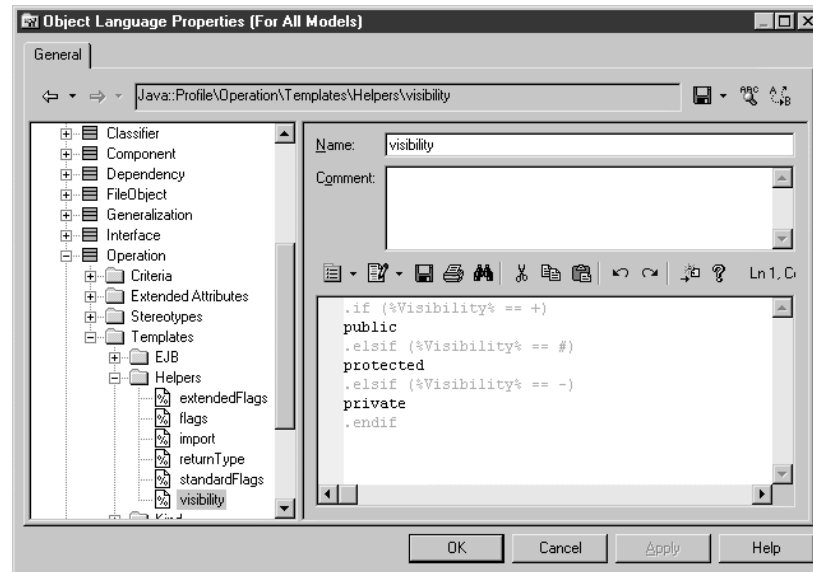 Object Language Properties (For All Models)
General
Java::Profile\Operation\Templates\Helpers\visibility
Classifier
Component
Dependency
FileObject
Generalization
Interface
Operation
Criteria
Extended Attributes
Stereotypes
Templates
EJB
Helpers
extendedFlags
flags
import
returnType
standardFlags
visibility
Name: visibility
Comment:
Ln 1,
.if (%Visibility% == +)
public
.elsif (%Visibility% == #)
protected
.elsif (%Visibility% == -)
private
.endif
OK Cancel Apply Help